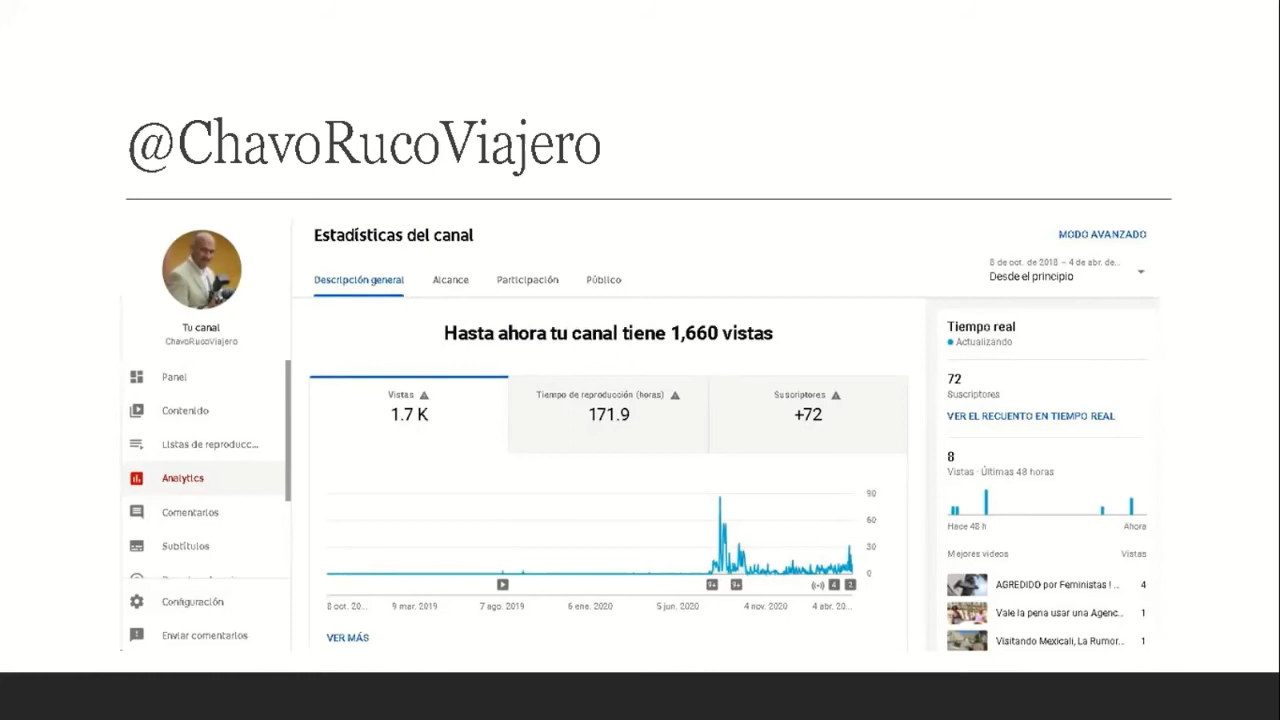 @ChavoRucoViajero
Tu canal
ChavoRucoViajero
Panel
Contenido
Listas de reproducc...
Analytics
Comentarios
Subtítulos
Configuración
Enviar comentarios
Estadísticas del canal
MODO AVANZADO
Descripción general Alcance Participación Público
8 de oct. de 2018 – 4 de abr. de...
Desde el principio
Hasta ahora tu canal tiene 1,660 vistas
Vistas
1.7 K
Tiempo de reproducción (horas)
171.9
Suscriptores
+72
90
60
30
0
9+ 9+ 4 2
8 oct. 20... 9 mar. 2019 7 ago. 2019 6 ene. 2020 5 jun. 2020 4 nov. 2020 4 abr. 20...
VER MÁS
Tiempo real
Actualizando
72
Suscriptores
VER EL RECUENTO EN TIEMPO REAL
8
Vistas · Últimas 48 horas
Hace 48 h Ahora
Mejores videos Vistas
AGREDIDO por Feministas ! ... 4
Vale la pena usar una Agenc... 1
Visitando Mexicali, La Rumor... 1